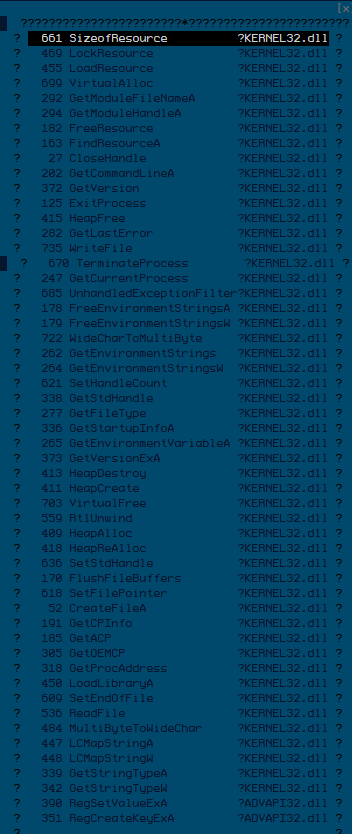 [x
???????????????????????*???????????????????????
? 661 SizeofResource ?KERNEL32.dll ?
? 469 LockResource ?KERNEL32.dll ?
? 455 LoadResource ?KERNEL32.dll ?
? 699 VirtualAlloc ?KERNEL32.dll ?
? 292 GetModuleFileNameA ?KERNEL32.dll ?
? 294 GetModuleHandleA ?KERNEL32.dll ?
? 182 FreeResource ?KERNEL32.dll ?
? 163 FindResourceA ?KERNEL32.dll ?
? 27 CloseHandle ?KERNEL32.dll ?
? 202 GetCommandLineA ?KERNEL32.dll ?
? 372 GetVersion ?KERNEL32.dll ?
? 125 ExitProcess ?KERNEL32.dll ?
? 415 HeapFree ?KERNEL32.dll ?
? 282 GetLastError ?KERNEL32.dll ?
? 735 WriteFile ?KERNEL32.dll ?
? 670 TerminateProcess ?KERNEL32.dll ?
? 247 GetCurrentProcess ?KERNEL32.dll ?
? 685 UnhandledExceptionFilter?KERNEL32.dll ?
? 178 FreeEnvironmentStringsA ?KERNEL32.dll ?
? 179 FreeEnvironmentStringsW ?KERNEL32.dll ?
? 722 WideCharToMultiByte ?KERNEL32.dll ?
? 262 GetEnvironmentStrings ?KERNEL32.dll ?
? 264 GetEnvironmentStringsW ?KERNEL32.dll ?
? 621 SetHandleCount ?KERNEL32.dll ?
? 338 GetStdHandle ?KERNEL32.dll ?
? 277 GetFileType ?KERNEL32.dll ?
? 336 GetStartupInfoA ?KERNEL32.dll ?
? 265 GetEnvironmentVariableA ?KERNEL32.dll ?
? 373 GetVersionExA ?KERNEL32.dll ?
? 413 HeapDestroy ?KERNEL32.dll ?
? 411 HeapCreate ?KERNEL32.dll ?
? 703 VirtualFree ?KERNEL32.dll ?
? 559 RtlUnwind ?KERNEL32.dll ?
? 409 HeapAlloc ?KERNEL32.dll ?
? 418 HeapReAlloc ?KERNEL32.dll ?
? 636 SetStdHandle ?KERNEL32.dll ?
? 170 FlushFileBuffers ?KERNEL32.dll ?
? 618 SetFilePointer ?KERNEL32.dll ?
? 52 CreateFileA ?KERNEL32.dll ?
? 191 GetCPInfo ?KERNEL32.dll ?
? 185 GetACP ?KERNEL32.dll ?
? 305 GetOEMCP ?KERNEL32.dll ?
? 318 GetProcAddress ?KERNEL32.dll ?
? 450 LoadLibraryA ?KERNEL32.dll ?
? 609 SetEndOfFile ?KERNEL32.dll ?
? 536 ReadFile ?KERNEL32.dll ?
? 484 MultiByteToWideChar ?KERNEL32.dll ?
? 447 LCMapStringA ?KERNEL32.dll ?
? 448 LCMapStringW ?KERNEL32.dll ?
? 339 GetStringTypeA ?KERNEL32.dll ?
? 342 GetStringTypeW ?KERNEL32.dll ?
? 390 RegSetValueExA ?ADVAPI32.dll ?
? 351 RegCreateKeyExA ?ADVAPI32.dll ?
? ?